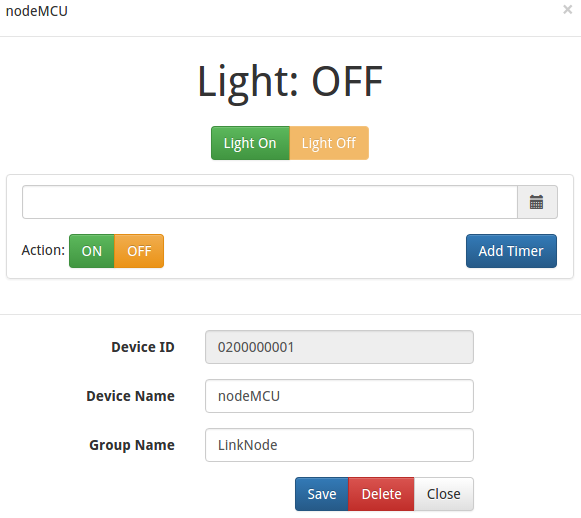 nodeMCU ×
Light: OFF
Light On Light Off
Action: ON OFF Add Timer
Device ID 0200000001
Device Name nodeMCU
Group Name LinkNode
Save Delete Close